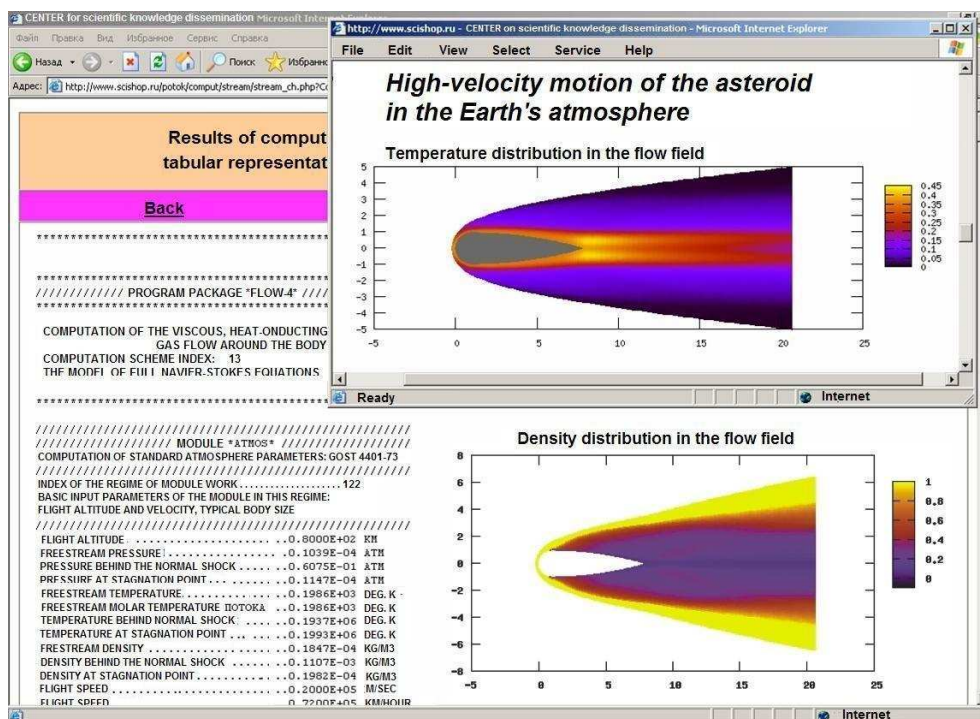 CENTER for scientific knowledge dissemination Microsoft Inter Explorer
Файл Правка Вид Избранное Сервис Справка
Назад Поиск Избранно
Адрес: http://www.scishop.ru/potok/comput/stream/stream_ch.php?Co
Results of comput
tabular representat
Back
************************************
************************************
///////////// PROGRAM PACKAGE *FLOW-4* ////
************************************
COMPUTATION OF THE VISCOUS, HEAT-ONDUCTING
GAS FLOW AROUND THE BODY
COMPUTATION SCHEME INDEX: 13
THE MODEL OF FULL NAVIER-STOKES EQUATIONS
************************************
http://www.scishop.ru - CENTER on scientific knowledge dissemination - Microsoft Internet Explorer
File Edit View Select Service Help
High-velocity motion of the asteroid
in the Earth's atmosphere
Temperature distribution in the flow field
5
4
3
2
1
0
-1
-2
-3
-4
-5
-5 0 5 10 15 20 25
0.45
0.4
0.35
0.3
0.25
0.2
0.15
0.1
0.05
0
Ready Internet
//////////////////////////////////////////////
//////////////////// MODULE *ATMOS* ///////////////////
COMPUTATION OF STANDARD ATMOSPHERE PARAMETERS: GOST 4401-73
//////////////////////////////////////////////
INDEX OF THE REGIME OF MODULE WORK ................... 122
BASIC INPUT PARAMETERS OF THE MODULE IN THIS REGIME:
FLIGHT ALTITUDE AND VELOCITY, TYPICAL BODY SIZE
//////////////////////////////////////////////
FLIGHT ALTITUDE . . . . . . . . . . . . . . . . . . . . ..0.8000E+02 KM
FREESTREAM PRESSURE . . . . . . . . . . . . . . . . ..0.1039E-04 ATM
PRESSURE BEHIND THE NORMAL SHOCK . . . . . ..0.6075E-01 ATM
PRESSURE AT STAGNATION POINT . . . . . . . . ..0.1147E-04 ATM
FREESTREAM TEMPERATURE. . . . . . . . . . . . . . ..0.1986E+03 DEG. K
FREESTREAM MOLAR TEMPERATURE ПОТОКА ..0.1986E+03 DEG. K
TEMPERATURE BEHIND NORMAL SHOCK . . . . . ..0.1937E+06 DEG. K
TEMPERATURE AT STAGNATION POINT . . . . . ..0.1993E+06 DEG. K
FRESTREAM DENSITY . . . . . . . . . . . . . . . . . ..0.1847E-04 KG/M3
DENSITY BEHIND THE NORMAL SHOCK . . . . . ..0.1107E-03 KG/M3
DENSITY AT STAGNATION POINT . . . . . . . . . ..0.1982E-04 KG/M3
FLIGHT SPEED . . . . . . . . . . . . . . . . . . . . . ..0.2000E+05 M/SEC
FLIGHT SPEED . . . . . . . . . . . . . . . . . . . . . ..0.7200E+05 KM/HOUR
Density distribution in the flow field
8
6
4
2
0
-2
-4
-6
-8
-5 0 5 10 15 20 25
1
0.8
0.6
0.4
0.2
0
Internet